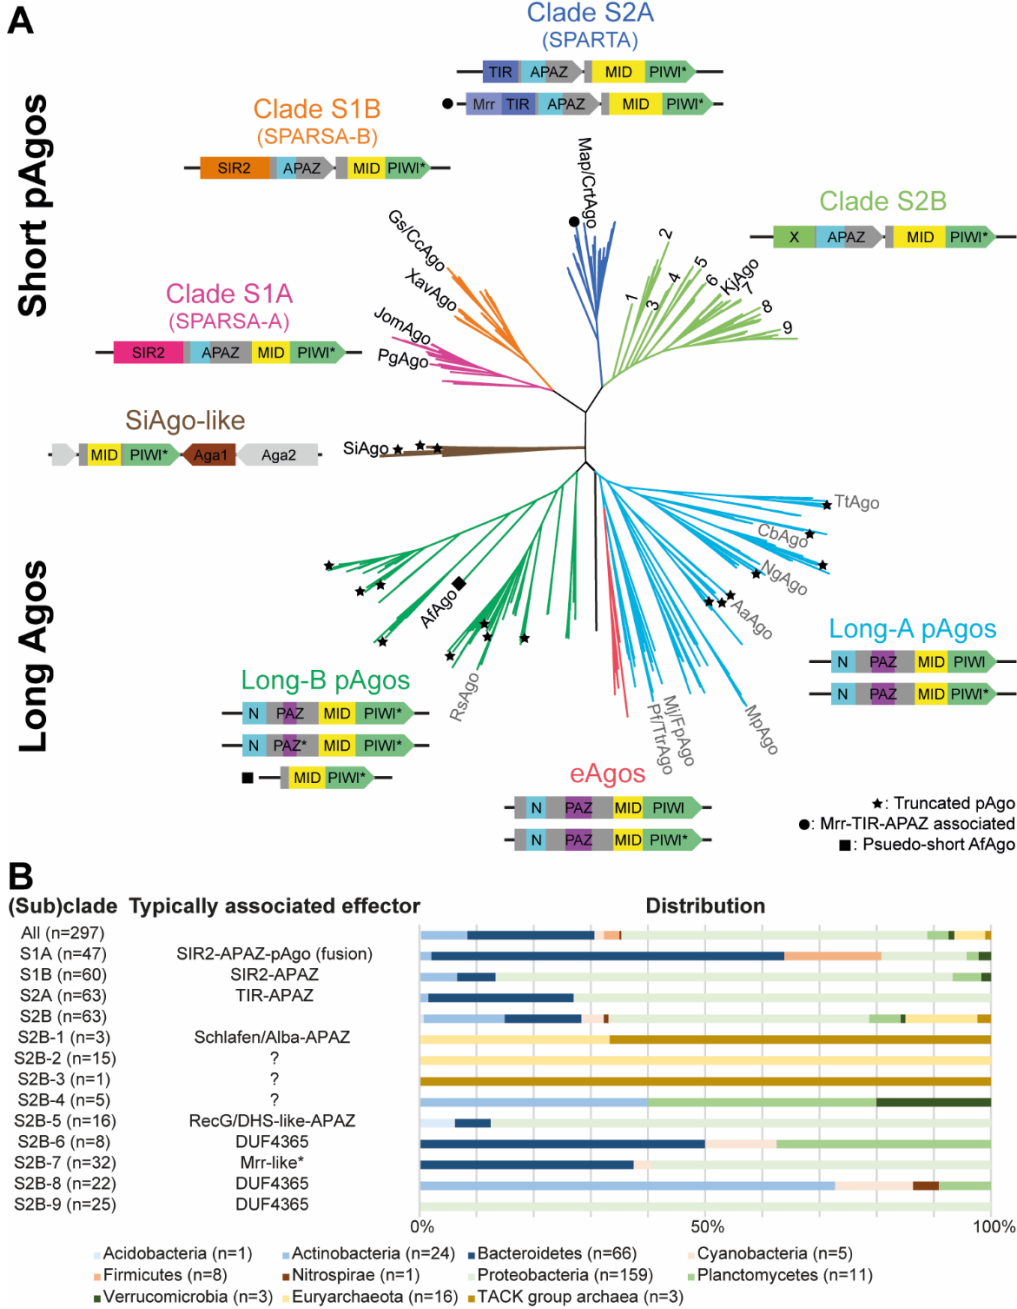 A
Short pAgos
Long Agos
Clade S2A
(SPARTA)
TIR APAZ MID PIWI*
Mrr TIR APAZ MID PIWI*
Clade S1B
(SPARSA-B)
SIR2 APAZ MID PIWI*
Clade S2B
X APAZ MID PIWI*
Clade S1A
(SPARSA-A)
SIR2 APAZ MID PIWI*
SiAgo-like
MID PIWI* Aga1 Aga2
Map/CrtAgo
Gs/CcAgo
XavAgo
JomAgo
PgAgo
SiAgo
1
2
3
4
5
6
KjAgo
7
8
9
TtAgo
CbAgo
NgAgo
AaAgo
MpAgo
Mj/FpAgo
Pf/TtrAgo
AfAgo
RsAgo
Long-A pAgos
N PAZ MID PIWI
N PAZ MID PIWI*
Long-B pAgos
N PAZ MID PIWI*
N PAZ* MID PIWI*
MID PIWI*
eAgos
N PAZ MID PIWI
N PAZ MID PIWI*
★: Truncated pAgo
●: Mrr-TIR-APAZ associated
■: Psuedo-short AfAgo
B
(Sub)clade Typically associated effector Distribution
All (n=297)
S1A (n=47) SIR2-APAZ-pAgo (fusion)
S1B (n=60) SIR2-APAZ
S2A (n=63) TIR-APAZ
S2B (n=63)
S2B-1 (n=3) Schlafen/Alba-APAZ
S2B-2 (n=15) ?
S2B-3 (n=1) ?
S2B-4 (n=5) ?
S2B-5 (n=16) RecG/DHS-like-APAZ
S2B-6 (n=8) DUF4365
S2B-7 (n=32) Mrr-like*
S2B-8 (n=22) DUF4365
S2B-9 (n=25) DUF4365
0% 50% 100%
Acidobacteria (n=1) Actinobacteria (n=24) Bacteroidetes (n=66) Cyanobacteria (n=5)
Firmicutes (n=8) Nitrospirae (n=1) Proteobacteria (n=159) Planctomycetes (n=11)
Verrucomicrobia (n=3) Euryarchaeota (n=16) TACK group archaea (n=3)